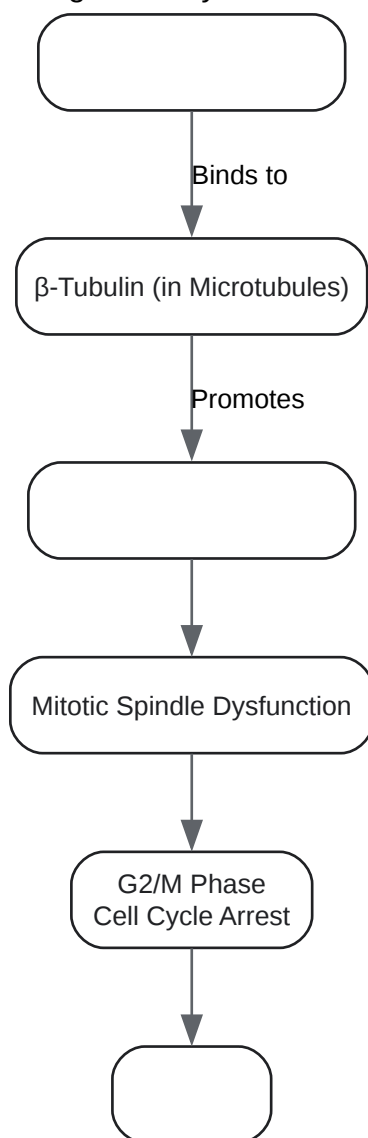 Binds to
β-Tubulin (in Microtubules)
Promotes
Mitotic Spindle Dysfunction
G2/M Phase
Cell Cycle Arrest